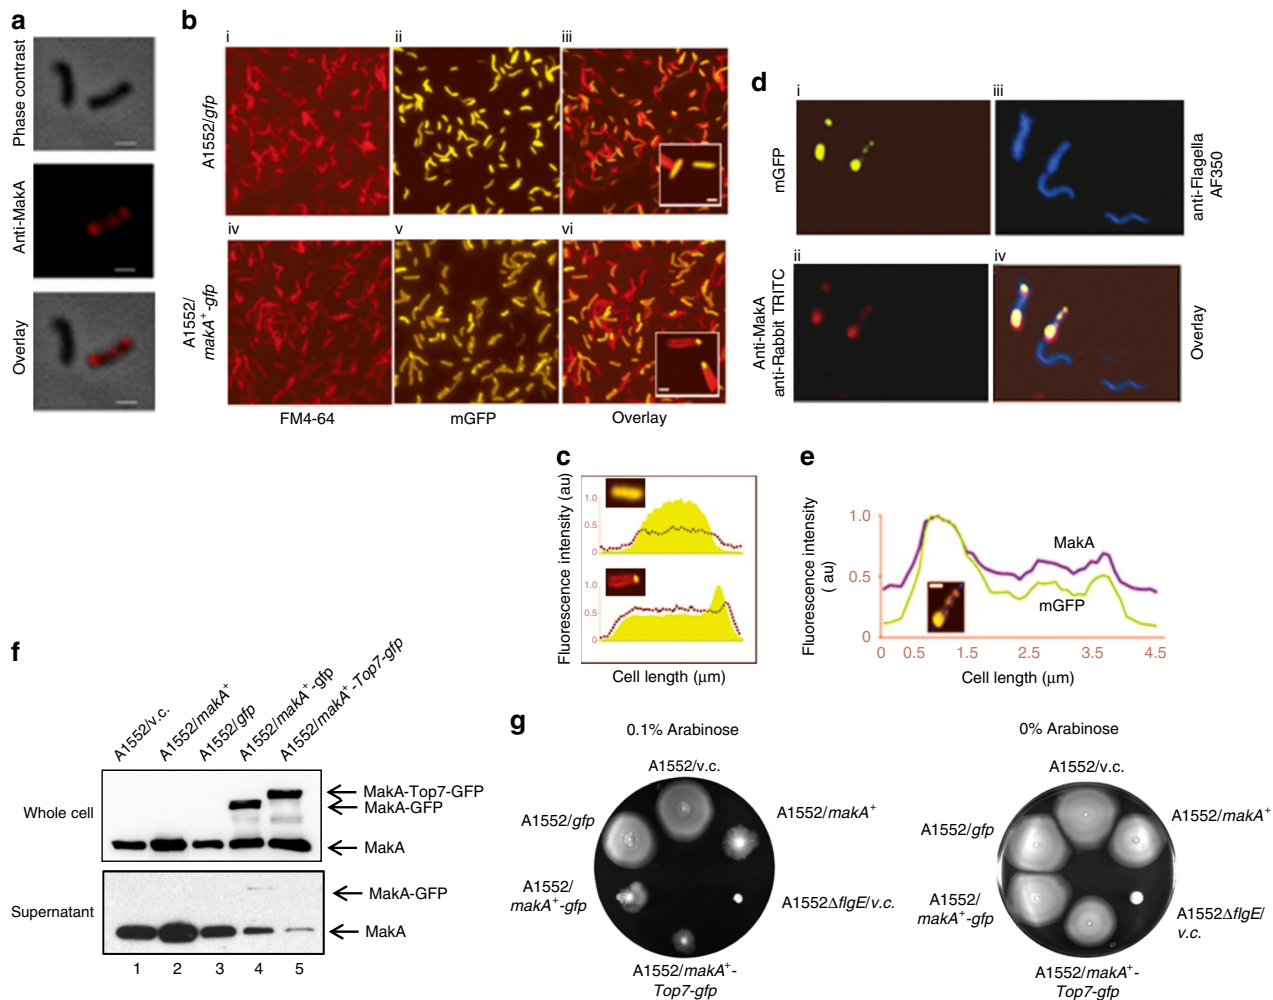 a
Phase contrast
Anti-MakA
Overlay
b
i
ii
iii
A1552/gfp
iv
v
vi
A1552/
makA⁺-gfp
FM4-64
mGFP
Overlay
d
i
iii
mGFP
anti-Flagella
AF350
ii
iv
Anti-MakA
anti-Rabbit TRITC
Overlay
c
Fluorescence intensity (au)
1.0
0.5
0
1.0
0.5
0
Cell length (μm)
e
Fluorescence intensity
( au)
1.0
0.5
0
MakA
mGFP
0 0.5 1.5 2.5 3.5 4.5
Cell length (μm)
f
A1552/v.c.
A1552/makA⁺
A1552/gfp
A1552/makA⁺-gfp
A1552/makA⁺-Top7-gfp
Whole cell
MakA-Top7-GFP
MakA-GFP
MakA
Supernatant
MakA-GFP
MakA
1 2 3 4 5
g
0.1% Arabinose
A1552/v.c.
A1552/gfp
A1552/makA⁺
A1552/
makA⁺-gfp
A1552ΔflgE/v.c.
A1552/makA⁺-
Top7-gfp
0% Arabinose
A1552/v.c.
A1552/gfp
A1552/makA⁺
A1552/
makA⁺-gfp
A1552ΔflgE/
v.c.
A1552/makA⁺-
Top7-gfp